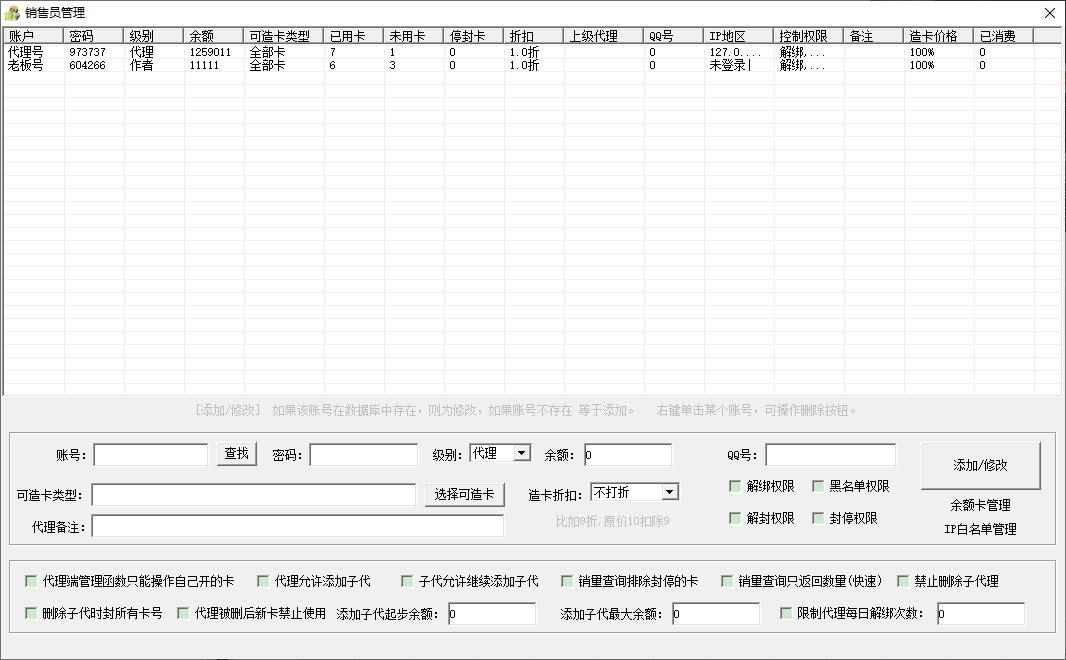 销售员管理
账户 密码 级别 余额 可造卡类型 已用卡 未用卡 停封卡 折扣 上级代理 QQ号 IP地区 控制权限 备注 造卡价格 已消费
代理号 973737 代理 1259011 全部卡 7 1 0 1.0折 0 127.0.... 解绑,... 100% 0
老板号 604266 作者 11111 全部卡 6 3 0 1.0折 0 未登录| 解绑,... 100% 0
[添加/修改] 如果该账号在数据库中存在，则为修改，如果账号不存在 等于添加。 右键单击某个账号，可操作删除按钮。
账号: 查找 密码: 级别: 代理 余额: 0 QQ号: 添加/修改
可造卡类型: 选择可造卡 造卡折扣: 不打折 解绑权限 黑名单权限 余额卡管理
代理备注: 比如9折,原价10扣除9 解封权限 封停权限 IP白名单管理
代理端管理函数只能操作自己开的卡 代理允许添加子代 子代允许继续添加子代 销量查询排除封停的卡 销量查询只返回数量(快速) 禁止删除子代理
删除子代时封所有卡号 代理被删后新卡禁止使用 添加子代起步余额: 0 添加子代最大余额: 0 限制代理每日解绑次数: 0